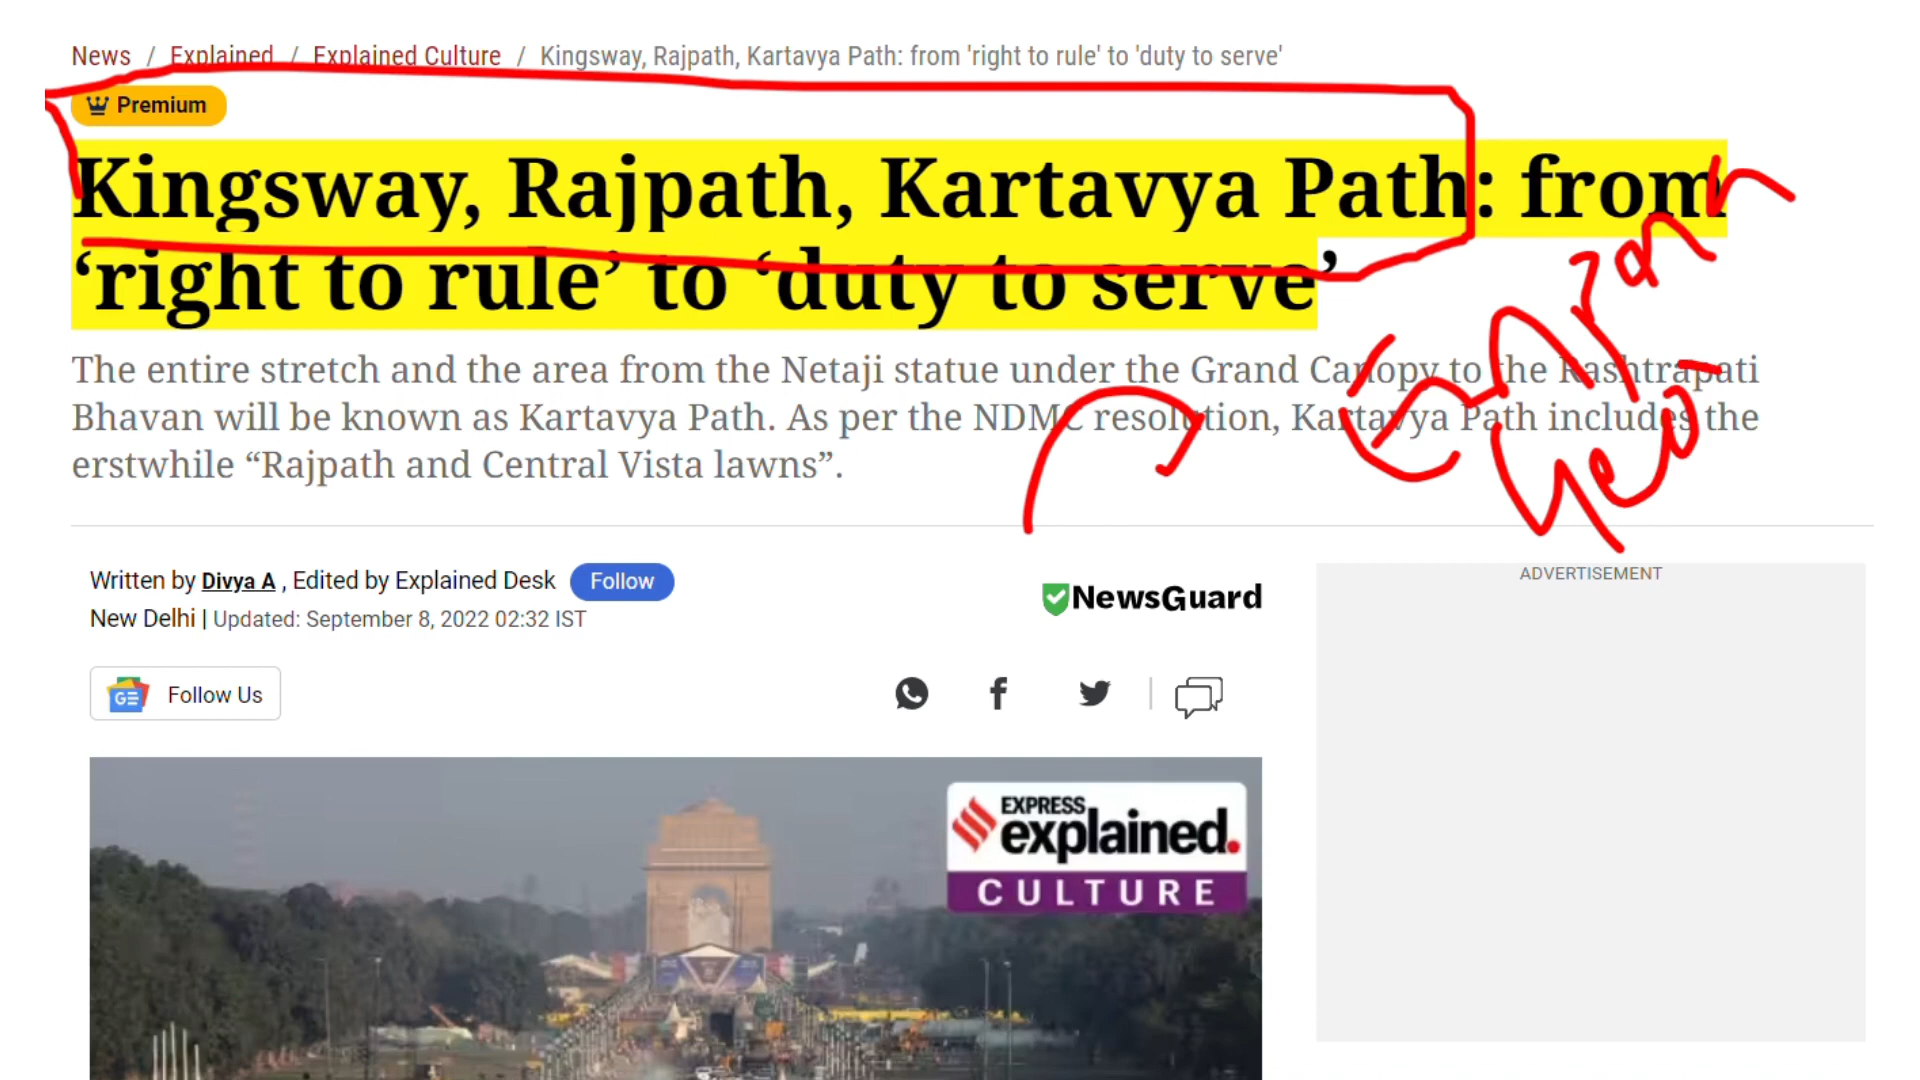 News / Explained / Explained Culture / Kingsway, Rajpath, Kartavya Path: from 'right to rule' to 'duty to serve'
Premium
Kingsway, Rajpath, Kartavya Path: from
‘right to rule’ to ‘duty to serve’
The entire stretch and the area from the Netaji statue under the Grand Canopy to the Rashtrapati
Bhavan will be known as Kartavya Path. As per the NDMC resolution, Kartavya Path includes the
erstwhile “Rajpath and Central Vista lawns”.
Written by Divya A , Edited by Explained Desk Follow
New Delhi | Updated: September 8, 2022 02:32 IST
NewsGuard
ADVERTISEMENT
GE Follow Us
EXPRESS
explained.
CULTURE